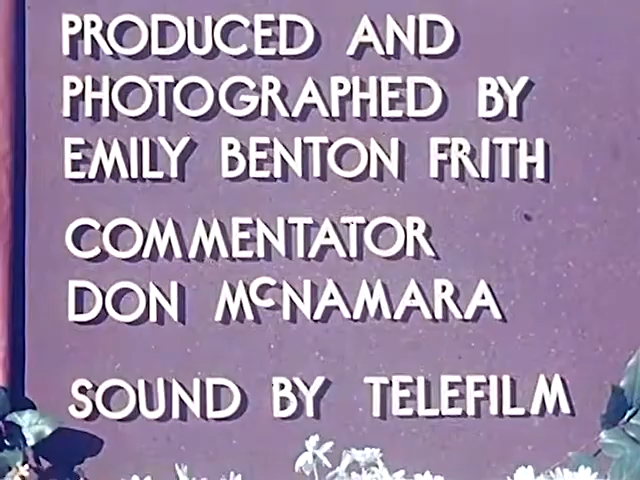 PRODUCED AND
PHOTOGRAPHED BY
EMILY BENTON FRITH
COMMENTATOR
DON MCNAMARA
SOUND BY TELEFILM